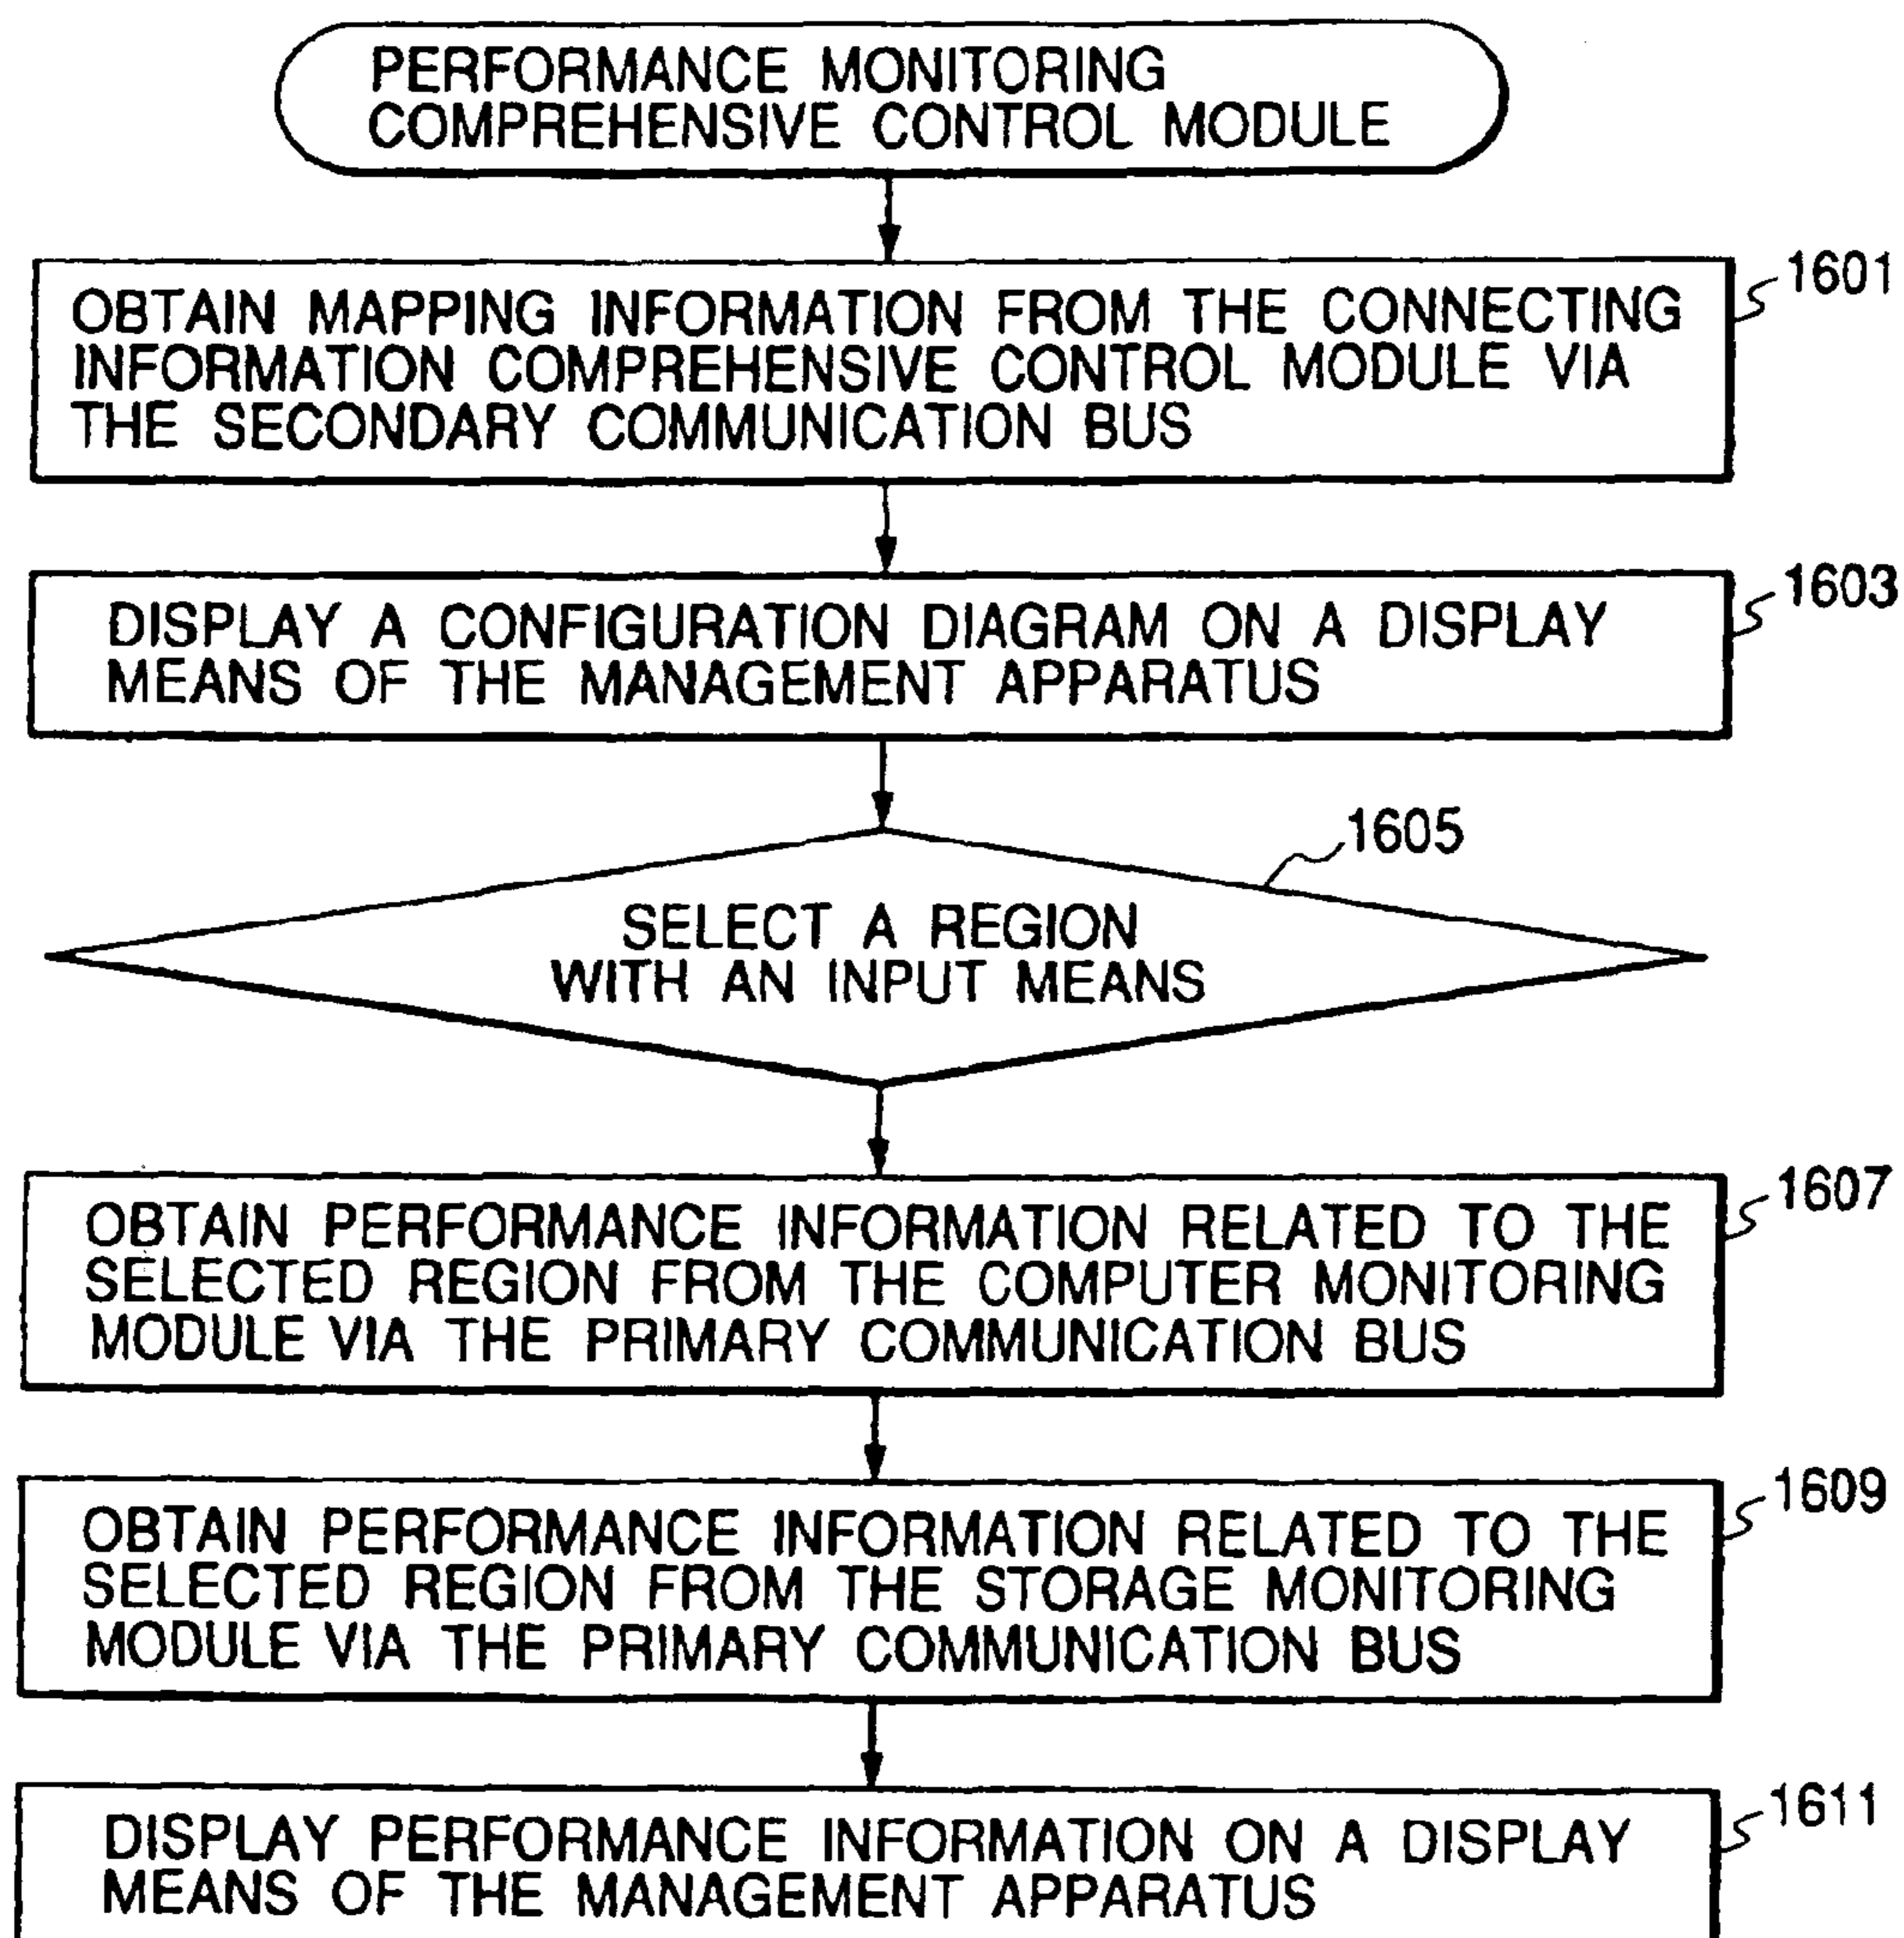 PERFORMANCE MONITORING
COMPREHENSIVE CONTROL MODULE
1601
OBTAIN MAPPING INFORMATION FROM THE CONNECTING
INFORMATION COMPREHENSIVE CONTROL MODULE VIA
THE SECONDARY COMMUNICATION BUS
1603
DISPLAY A CONFIGURATION DIAGRAM ON A DISPLAY
MEANS OF THE MANAGEMENT APPARATUS
1605
SELECT A REGION
WITH AN INPUT MEANS
1607
OBTAIN PERFORMANCE INFORMATION RELATED TO THE
SELECTED REGION FROM THE COMPUTER MONITORING
MODULE VIA THE PRIMARY COMMUNICATION BUS
1609
OBTAIN PERFORMANCE INFORMATION RELATED TO THE
SELECTED REGION FROM THE STORAGE MONITORING
MODULE VIA THE PRIMARY COMMUNICATION BUS
1611
DISPLAY PERFORMANCE INFORMATION ON A DISPLAY
MEANS OF THE MANAGEMENT APPARATUS